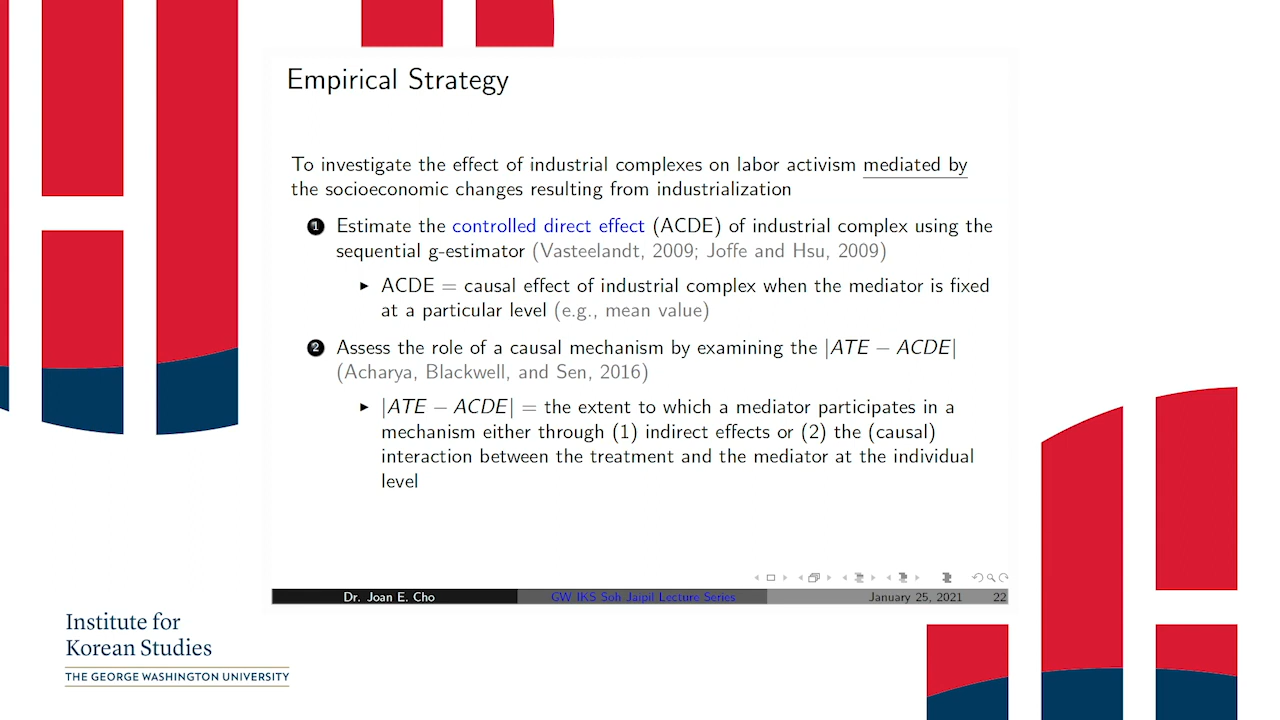 Empirical Strategy
To investigate the effect of industrial complexes on labor activism mediated by
the socioeconomic changes resulting from industrialization
1 Estimate the controlled direct effect (ACDE) of industrial complex using the
sequential g-estimator (Vasteelandt, 2009; Joffe and Hsu, 2009)
▶ ACDE = causal effect of industrial complex when the mediator is fixed
at a particular level (e.g., mean value)
2 Assess the role of a causal mechanism by examining the |ATE − ACDE|
(Acharya, Blackwell, and Sen, 2016)
▶ |ATE − ACDE| = the extent to which a mediator participates in a
mechanism either through (1) indirect effects or (2) the (causal)
interaction between the treatment and the mediator at the individual
level
Dr. Joan E. Cho GW IKS Soh Jaipil Lecture Series January 25, 2021 22
Institute for
Korean Studies
THE GEORGE WASHINGTON UNIVERSITY